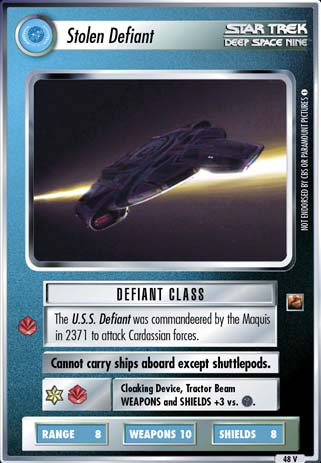 Stolen Defiant
STAR TREK
DEEP SPACE NINE
NOT ENDORSED BY CBS OR PARAMOUNT PICTURES
DEFIANT CLASS
The U.S.S. Defiant was commandeered by the Maquis
in 2371 to attack Cardassian forces.
Cannot carry ships aboard except shuttlepods.
Cloaking Device, Tractor Beam
WEAPONS and SHIELDS +3 vs. .
RANGE 8
WEAPONS 10
SHIELDS 8
48 V